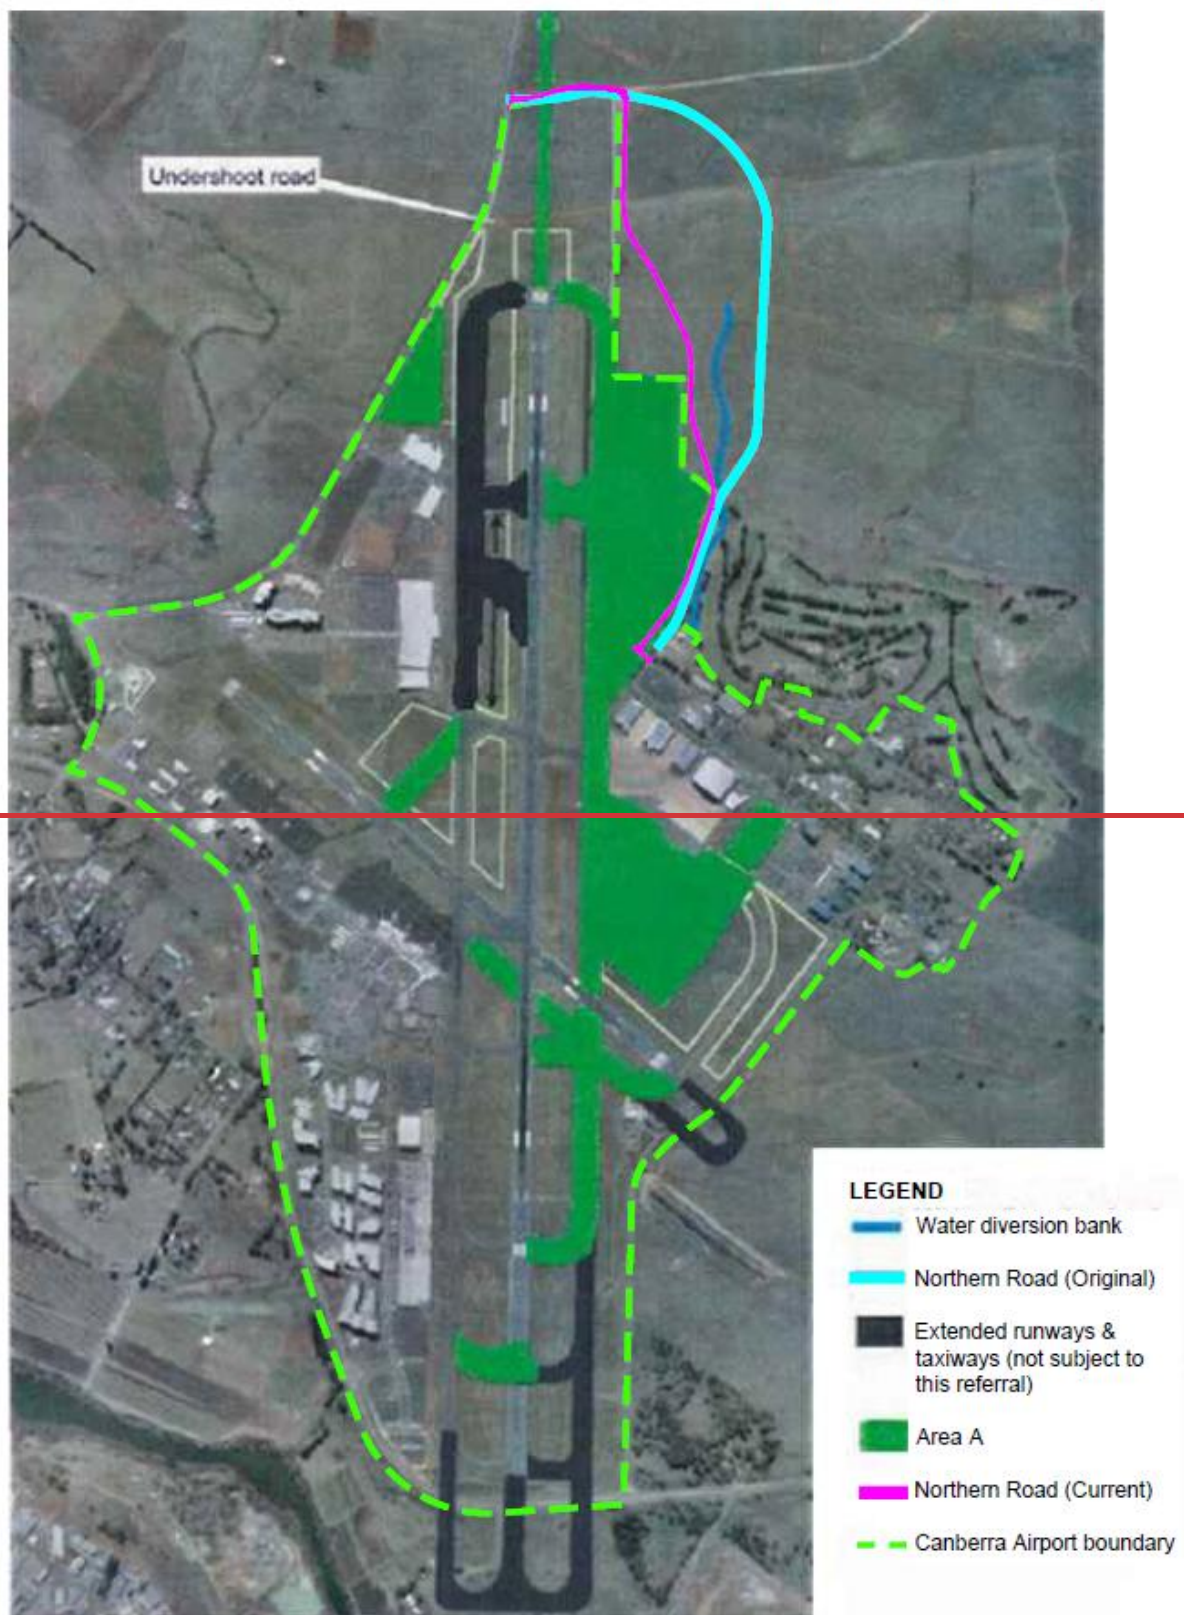 Undershoot road
LEGEND
Water diversion bank
Northern Road (Original)
Extended runways &
taxiways (not subject to
this referral)
Area A
Northern Road (Current)
Canberra Airport boundary